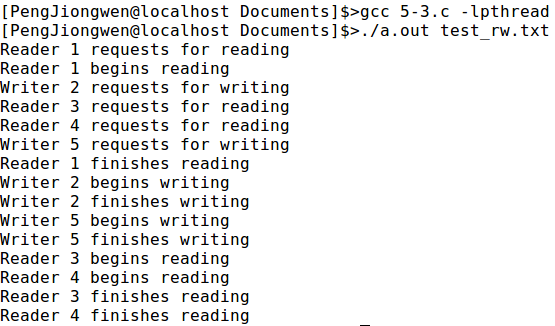 [PengJiongwen@localhost Documents]$>gcc 5-3.c -lpthread
[PengJiongwen@localhost Documents]$>./a.out test_rw.txt
Reader 1 requests for reading
Reader 1 begins reading
Writer 2 requests for writing
Reader 3 requests for reading
Reader 4 requests for reading
Writer 5 requests for writing
Reader 1 finishes reading
Writer 2 begins writing
Writer 2 finishes writing
Writer 5 begins writing
Writer 5 finishes writing
Reader 3 begins reading
Reader 4 begins reading
Reader 3 finishes reading
Reader 4 finishes reading